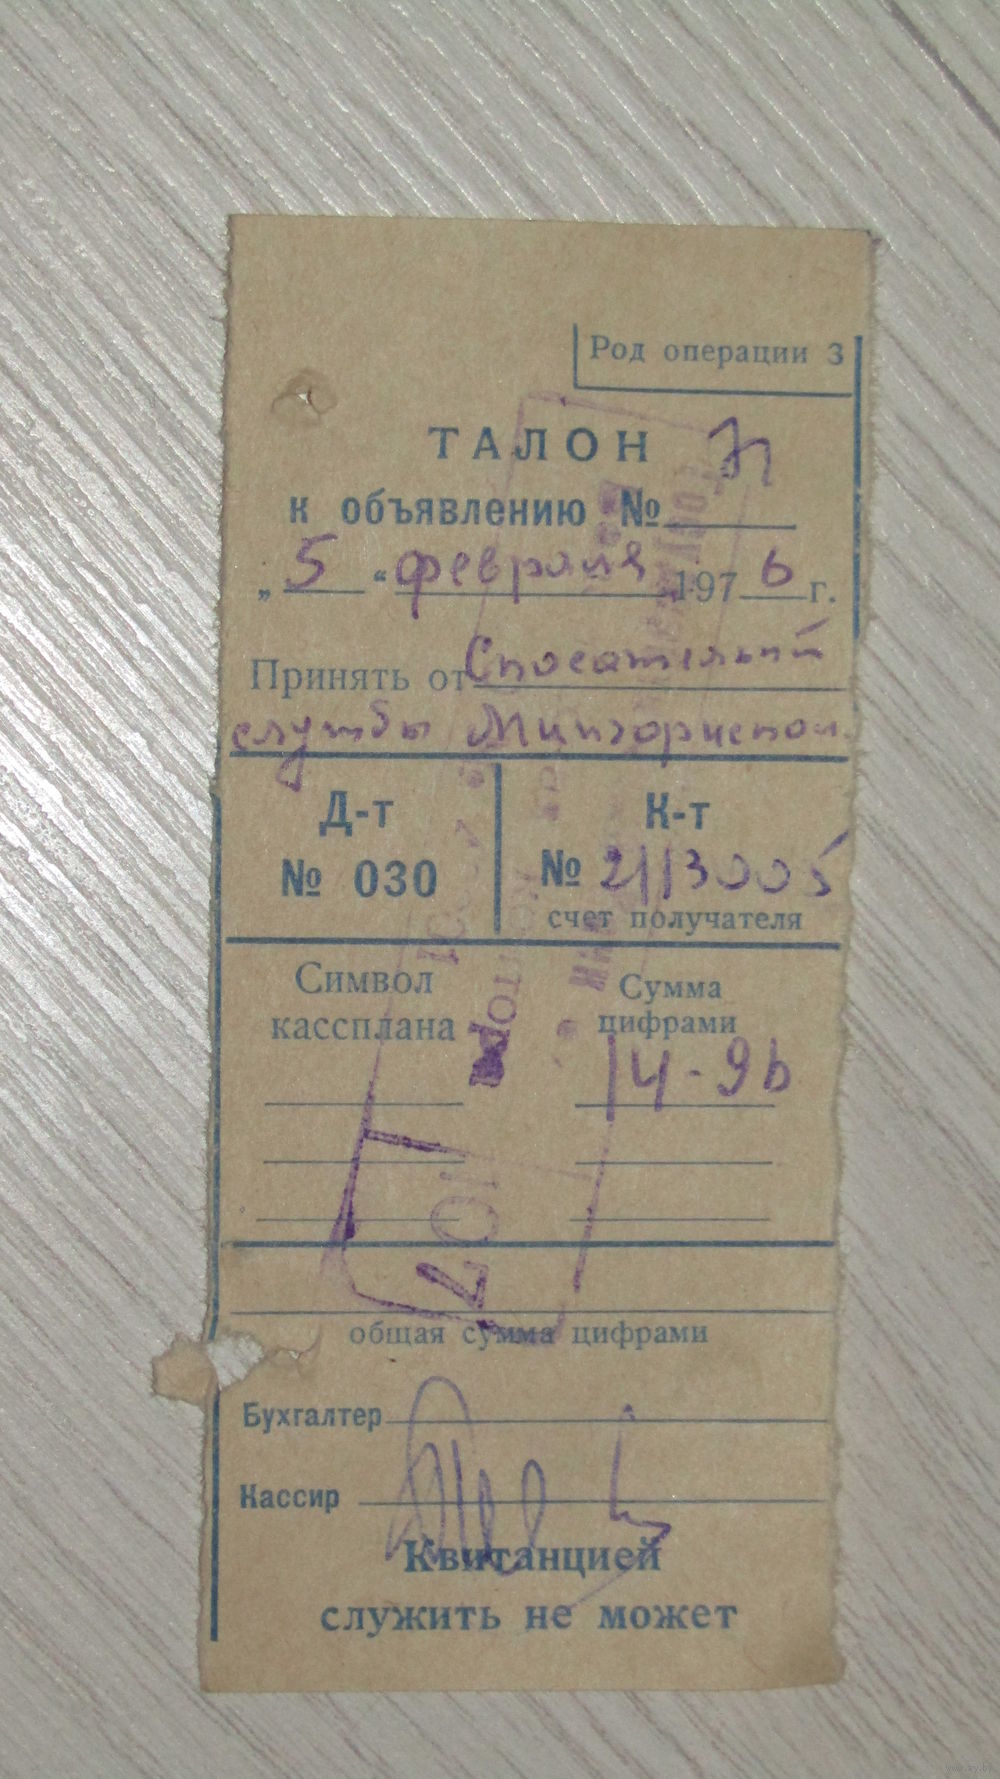 Род операции 3
ТАЛОН
к объявлению №
„ 5 “ февраля 1976 г.
Принять от Спасательной
службы Мингорисполк.
Д-т К-т
№ 030 № 2113005
счет получателя
Символ Сумма
кассплана цифрами
14-96
общая сумма цифрами
Бухгалтер
Кассир
Квитанцией
служить не может